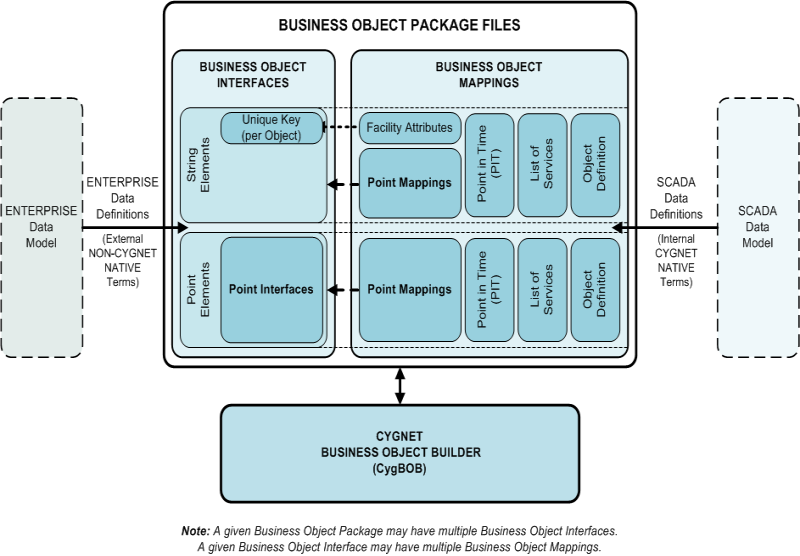 BUSINESS OBJECT PACKAGE FILES
BUSINESS OBJECT
INTERFACES
BUSINESS OBJECT
MAPPINGS
ENTERPRISE
Data
Model
ENTERPRISE
Data
Definitions
(External
NON-CYGNET
NATIVE
Terms)
String
Elements
Unique Key
(per Object)
Facility Attributes
Point Mappings
Point in Time
(PIT)
List of
Services
Object
Definition
Point
Elements
Point Interfaces
Point Mappings
Point in Time
(PIT)
List of
Services
Object
Definition
SCADA
Data
Definitions
(Internal
CYGNET
NATIVE
Terms)
SCADA
Data
Model
CYGNET
BUSINESS OBJECT BUILDER
(CygBOB)
Note: A given Business Object Package may have multiple Business Object Interfaces.
A given Business Object Interface may have multiple Business Object Mappings.